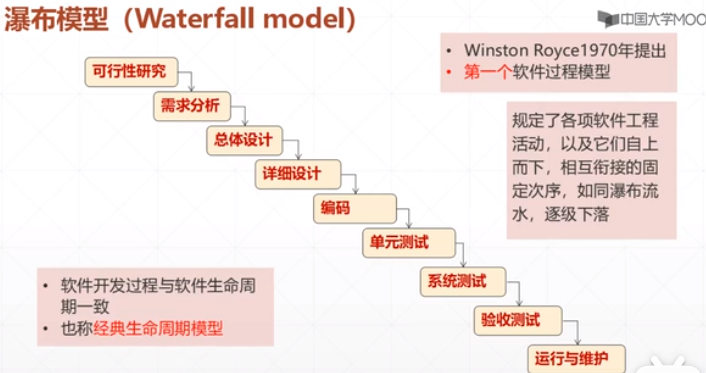 瀑布模型（Waterfall model）
中国大学MOO
• Winston Royce1970年提出
• 第一个软件过程模型
可行性研究
需求分析
总体设计
详细设计
编码
单元测试
系统测试
验收测试
运行与维护
规定了各项软件工程
活动，以及它们自上
而下，相互衔接的固
定次序，如同瀑布流
水，逐级下落
• 软件开发过程与软件生命周
期一致
• 也称经典生命周期模型